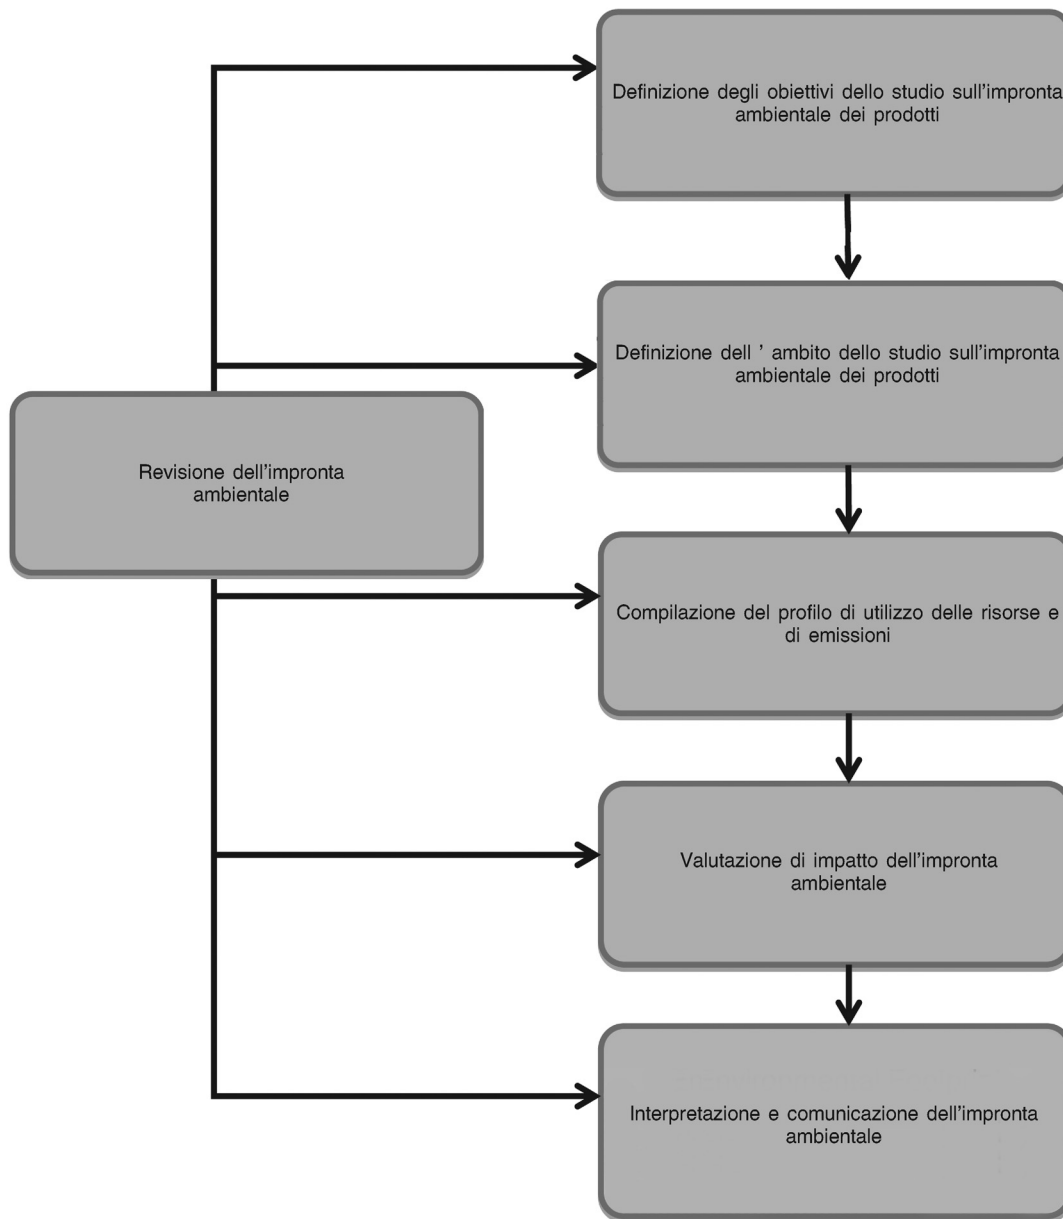 Definizione degli obiettivi dello studio sull'impronta
ambientale dei prodotti
Definizione dell ' ambito dello studio sull'impronta
ambientale dei prodotti
Revisione dell'impronta
ambientale
Compilazione del profilo di utilizzo delle risorse e
di emissioni
Valutazione di impatto dell'impronta
ambientale
Interpretazione e comunicazione dell'impronta
ambientale